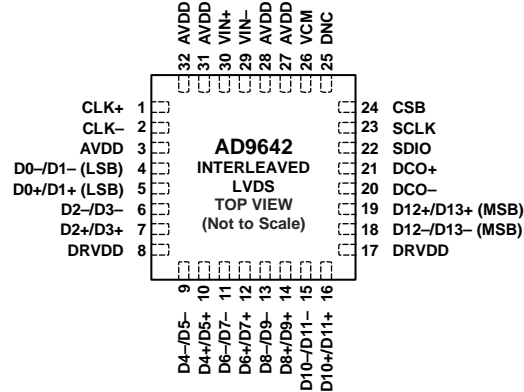 32 AVDD
31 AVDD
30 VIN+
29 VIN–
28 AVDD
27 AVDD
26 VCM
25 DNC
CLK+ 1
CLK– 2
AVDD 3
D0–/D1– (LSB) 4
D0+/D1+ (LSB) 5
D2–/D3– 6
D2+/D3+ 7
DRVDD 8
AD9642
INTERLEAVED
LVDS
TOP VIEW
(Not to Scale)
24 CSB
23 SCLK
22 SDIO
21 DCO+
20 DCO–
19 D12+/D13+ (MSB)
18 D12–/D13– (MSB)
17 DRVDD
D4–/D5– 9
D4+/D5+ 10
D6–/D7– 11
D6+/D7+ 12
D8–/D9– 13
D8+/D9+ 14
D10–/D11– 15
D10+/D11+ 16